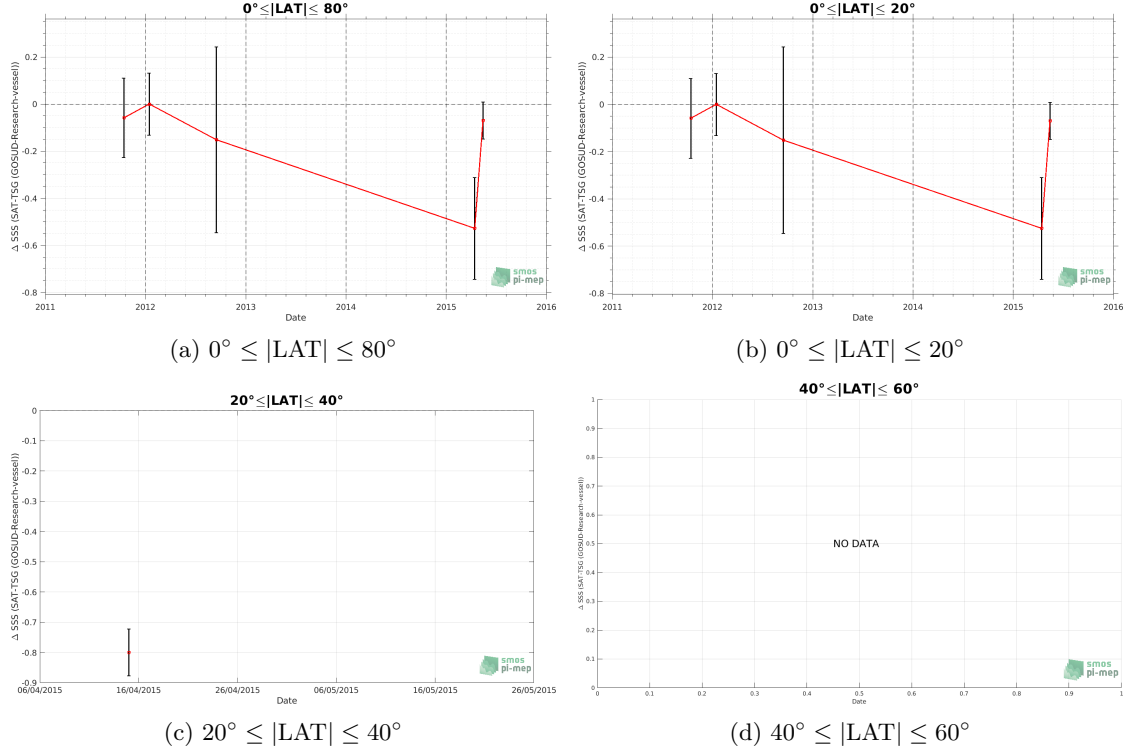 0°≤|LAT|≤ 80°
Δ SSS (SAT-TSG (GOSUD-Research-vessel))
0.2
0
-0.2
-0.4
-0.6
-0.8
2011 2012 2013 2014 2015 2016
Date
smos
pi-mep
(a) 0° ≤ |LAT| ≤ 80°
0°≤|LAT|≤ 20°
Δ SSS (SAT-TSG (GOSUD-Research-vessel))
0.2
0
-0.2
-0.4
-0.6
-0.8
2011 2012 2013 2014 2015 2016
Date
smos
pi-mep
(b) 0° ≤ |LAT| ≤ 20°
20°≤|LAT|≤ 40°
Δ SSS (SAT-TSG (GOSUD-Research-vessel))
0
-0.1
-0.2
-0.3
-0.4
-0.5
-0.6
-0.7
-0.8
-0.9
06/04/2015 16/04/2015 26/04/2015 06/05/2015 16/05/2015 26/05/2015
Date
smos
pi-mep
(c) 20° ≤ |LAT| ≤ 40°
40°≤|LAT|≤ 60°
Δ SSS (SAT-TSG (GOSUD-Research-vessel))
1
0.9
0.8
0.7
0.6
0.5
0.4
0.3
0.2
0.1
0
NO DATA
0 0.1 0.2 0.3 0.4 0.5 0.6 0.7 0.8 0.9 1
Date
smos
pi-mep
(d) 40° ≤ |LAT| ≤ 60°